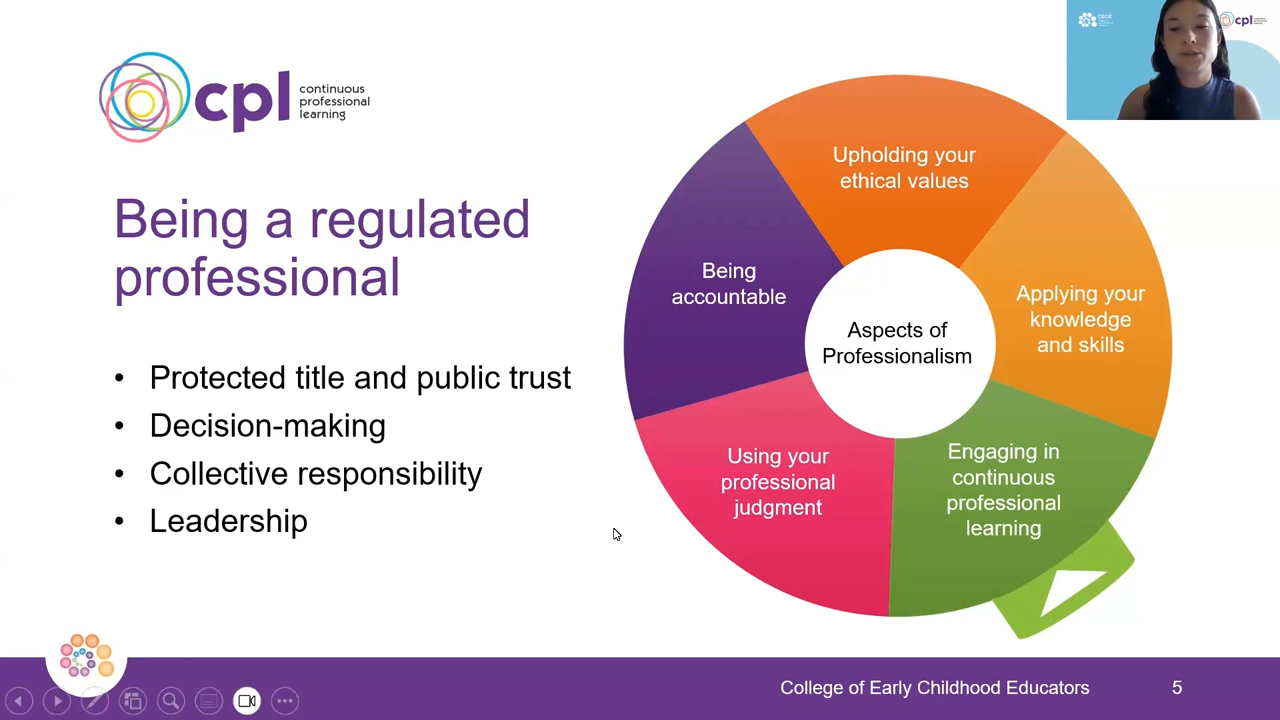 cpl
continuous
professional
learning
Being a regulated
professional
• Protected title and public trust
• Decision-making
• Collective responsibility
• Leadership
Upholding your
ethical values
Applying your
knowledge
and skills
Engaging in
continuous
professional
learning
Using your
professional
judgment
Being
accountable
Aspects of
Professionalism
cpl
College of Early Childhood Educators
5